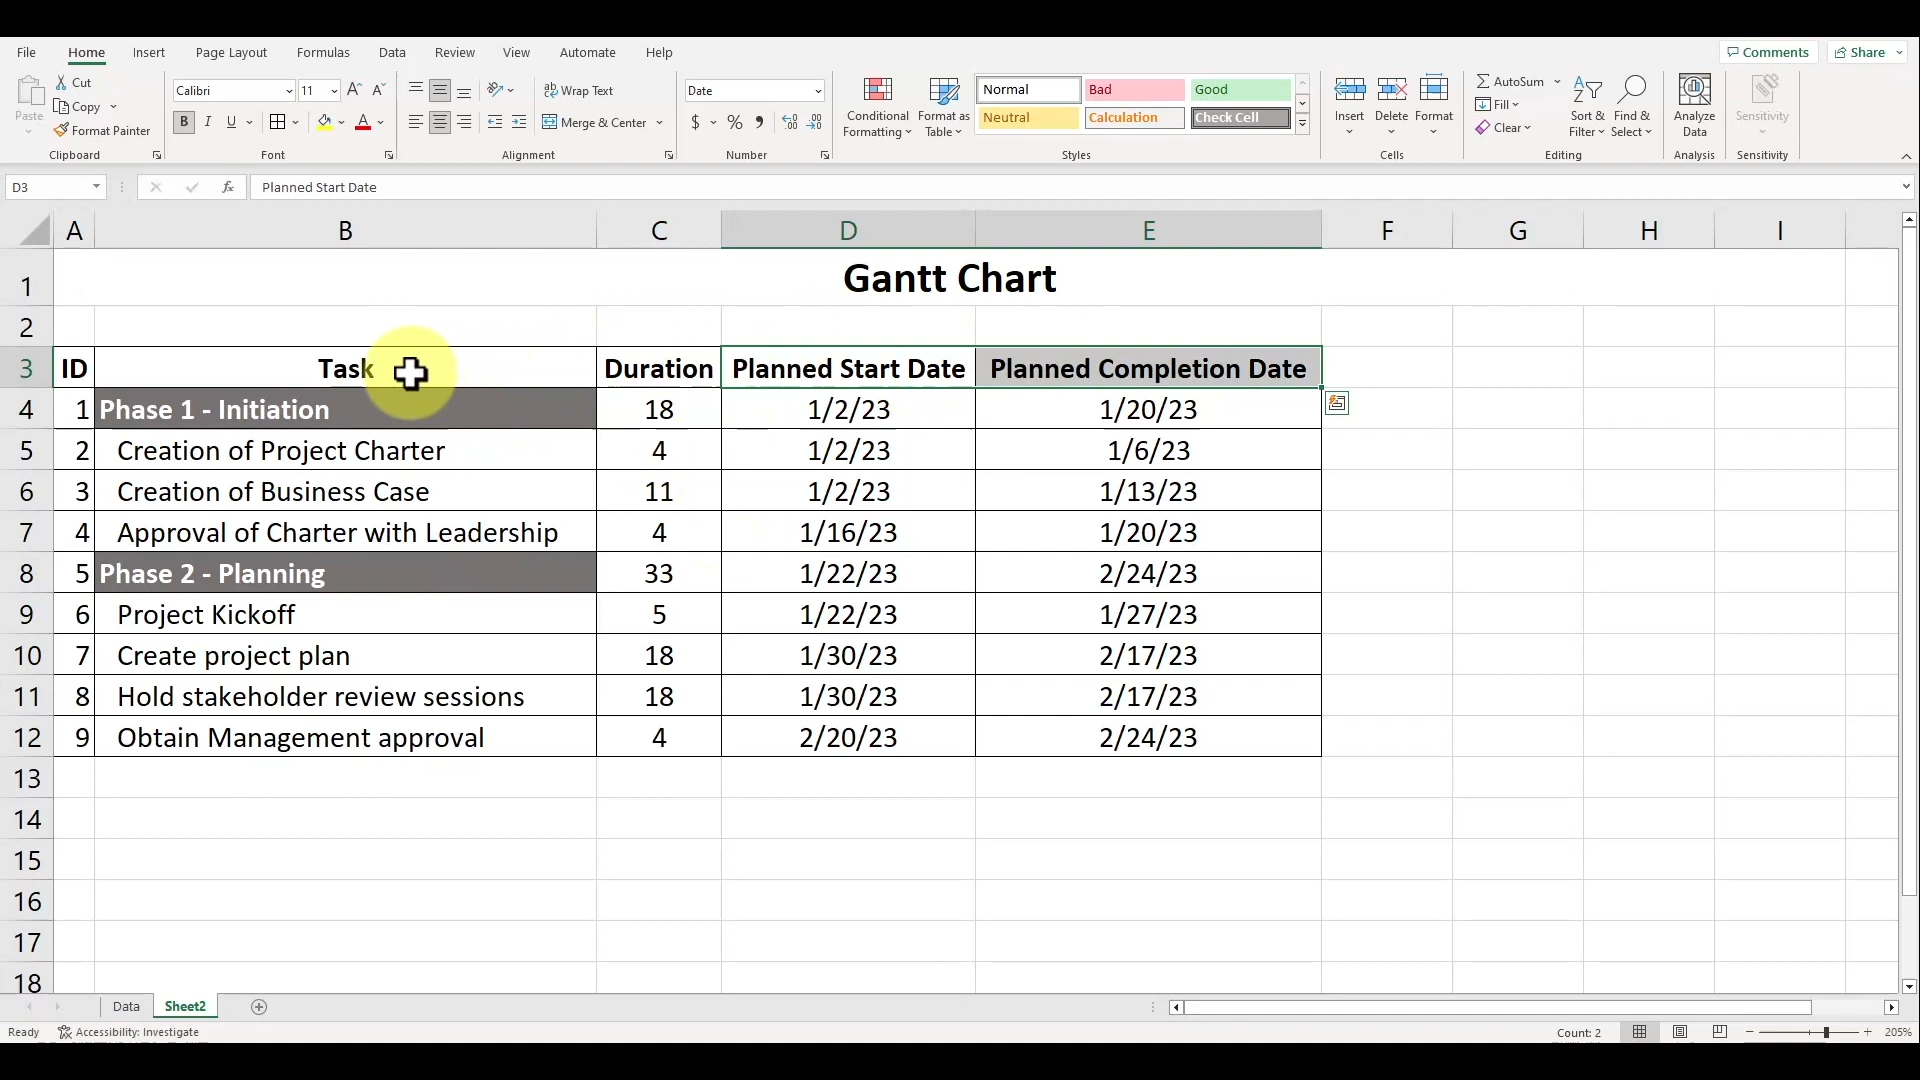 File Home Insert Page Layout Formulas Data Review View Automate Help Comments Share
Cut
Copy
Format Painter
Paste
Clipboard
Calibri 11
B I U
Font
Wrap Text
Merge & Center
Alignment
Date
$ % 9
Number
Conditional Formatting
Format as Table
Normal Bad Good
Neutral Calculation Check Cell
Styles
Insert Delete Format
Cells
AutoSum
Fill
Clear
Sort & Filter
Find & Select
Editing
Analyze Data
Analysis
Sensitivity
Sensitivity
D3 fx Planned Start Date
A B C D E F G H I
1 Gantt Chart
2
3 ID Task Duration Planned Start Date Planned Completion Date
4 1 Phase 1 - Initiation 18 1/2/23 1/20/23
5 2 Creation of Project Charter 4 1/2/23 1/6/23
6 3 Creation of Business Case 11 1/2/23 1/13/23
7 4 Approval of Charter with Leadership 4 1/16/23 1/20/23
8 5 Phase 2 - Planning 33 1/22/23 2/24/23
9 6 Project Kickoff 5 1/22/23 1/27/23
10 7 Create project plan 18 1/30/23 2/17/23
11 8 Hold stakeholder review sessions 18 1/30/23 2/17/23
12 9 Obtain Management approval 4 2/20/23 2/24/23
13
14
15
16
17
18
Data Sheet2
Ready Accessibility: Investigate Count: 2 205%